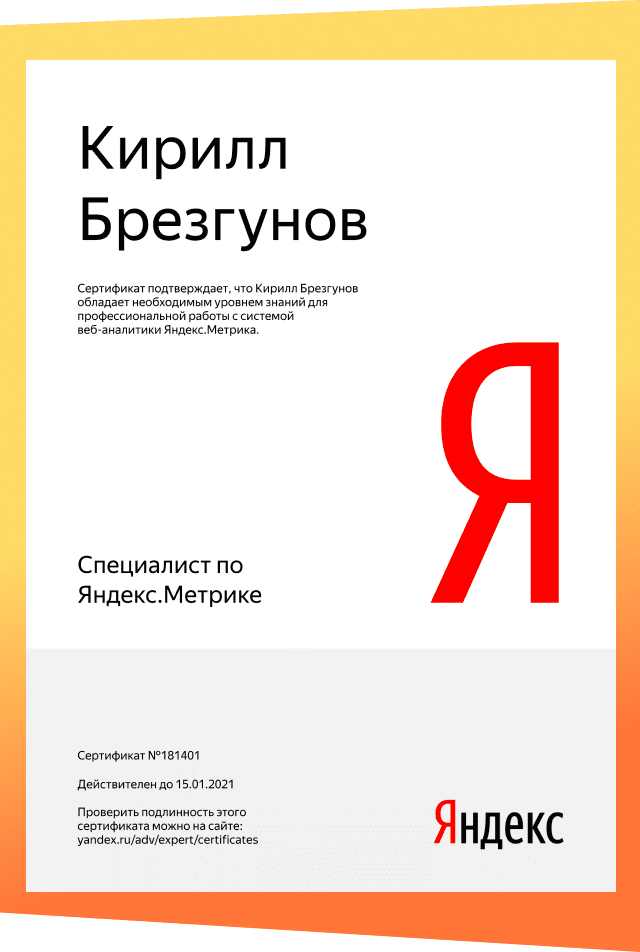 Кирилл
Брезгунов
Сертификат подтверждает, что Кирилл Брезгунов
обладает необходимым уровнем знаний для
профессиональной работы с системой
веб-аналитики Яндекс.Метрика.
Я
Специалист по
Яндекс.Метрике
Сертификат №181401
Действителен до 15.01.2021
Проверить подлинность этого
сертификата можно на сайте:
yandex.ru/adv/expert/certificates
Яндекс